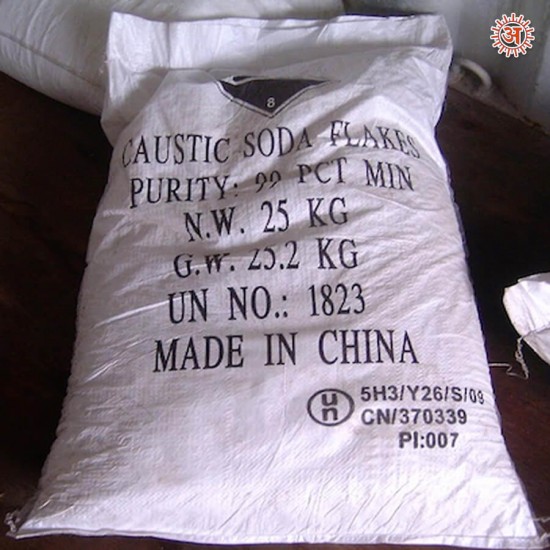 अ
8
CAUSTIC SODA FLAKES
PURITY: 99 PCT MIN
N.W. 25 KG
G.W. 25.2 KG
UN NO.: 1823
MADE IN CHINA
un 5H3/Y26/S/09
CN/370339
PI:007